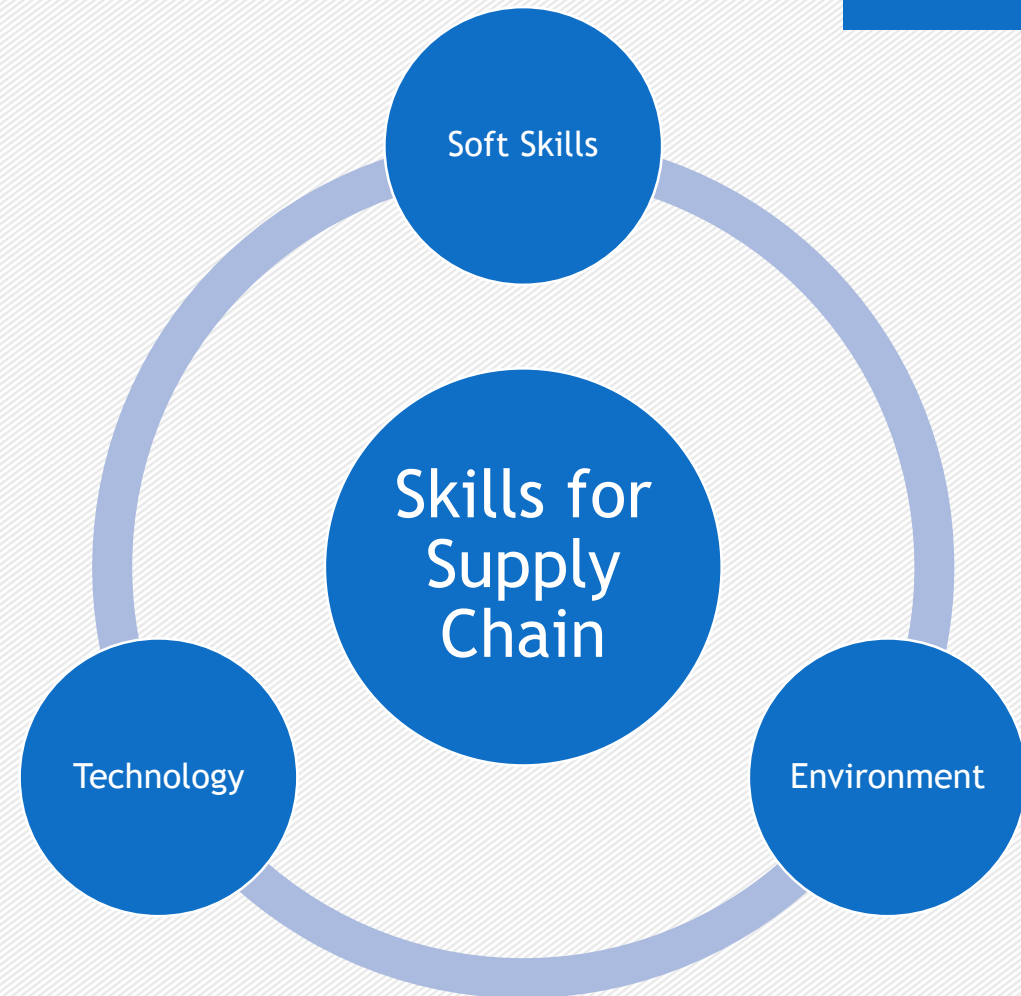 Soft Skills
Skills for
Supply
Chain
Technology
Environment